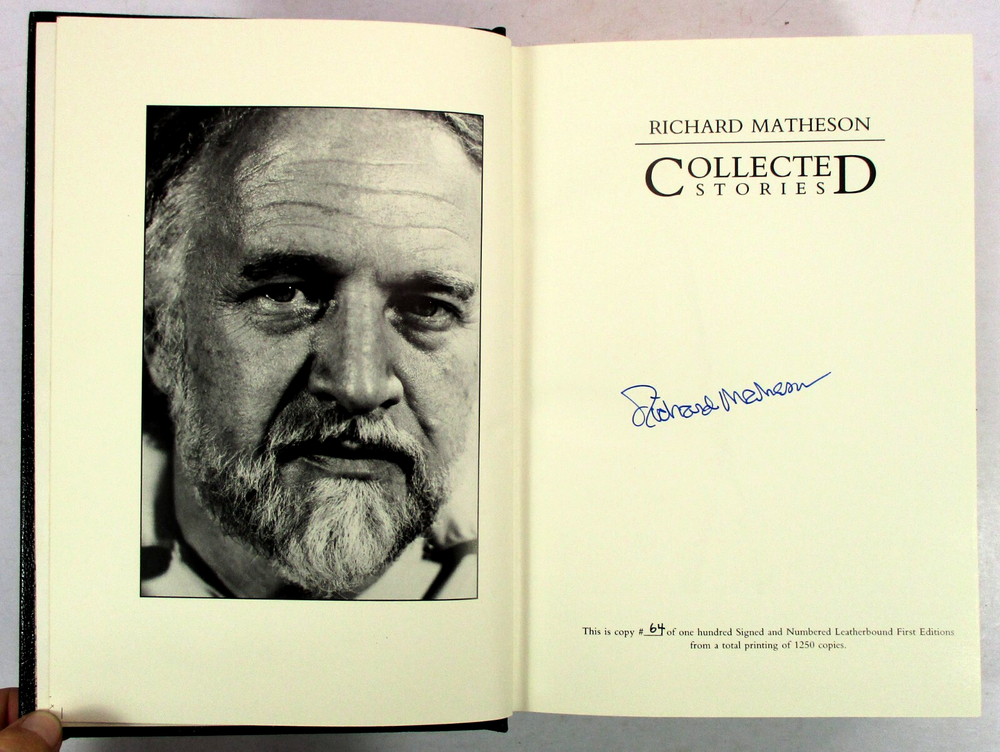 RICHARD MATHESON
COLLECTED
STORIES
Richard Matheson
This is copy # 64 of one hundred Signed and Numbered Leatherbound First Editions
from a total printing of 1250 copies.